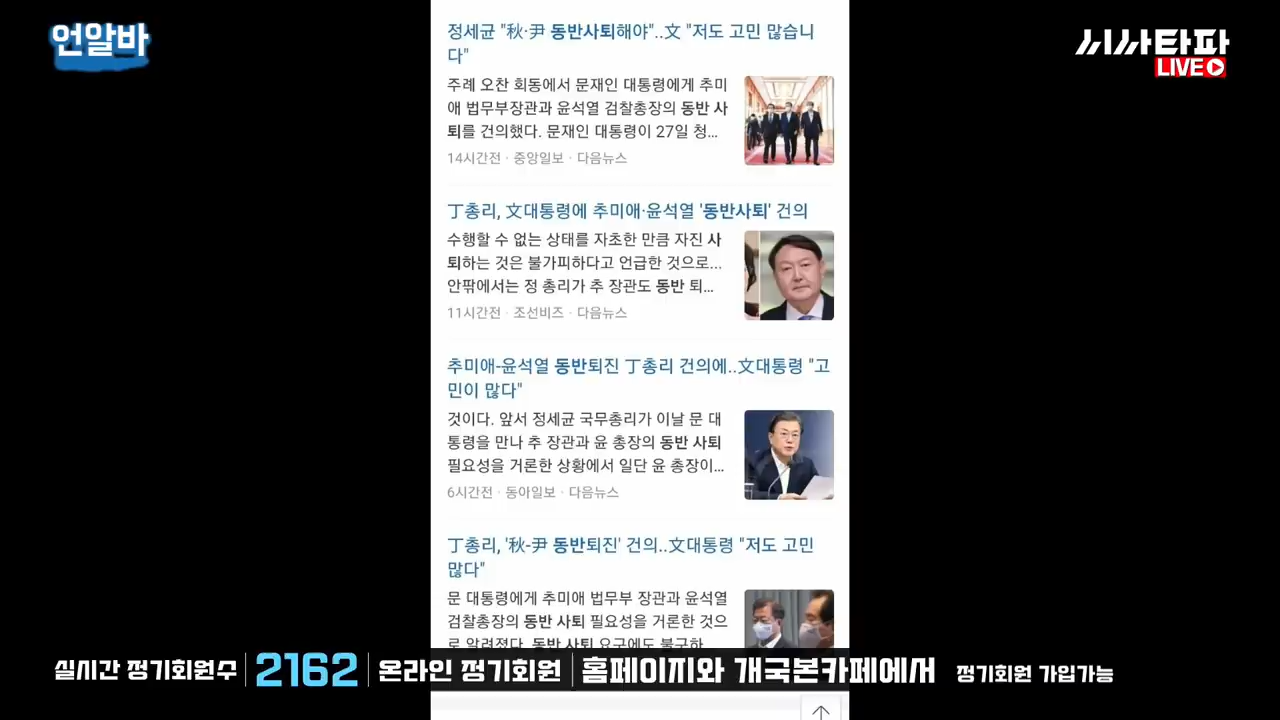 언알바
시사타파
LIVE
정세균 "秋·尹 동반사퇴해야"..文 "저도 고민 많습니
다"
주례 오찬 회동에서 문재인 대통령에게 추미
애 법무부장관과 윤석열 검찰총장의 동반 사
퇴를 건의했다. 문재인 대통령이 27일 청...
14시간전 · 중앙일보 · 다음뉴스
丁총리, 文대통령에 추미애·윤석열 '동반사퇴' 건의
수행할 수 없는 상태를 자초한 만큼 자진 사
퇴하는 것은 불가피하다고 언급한 것으로...
안팎에서는 정 총리가 추 장관도 동반 퇴...
11시간전 · 조선비즈 · 다음뉴스
추미애-윤석열 동반퇴진 丁총리 건의에..文대통령 "고
민이 많다"
것이다. 앞서 정세균 국무총리가 이날 문 대
통령을 만나 추 장관과 윤 총장의 동반 사퇴
필요성을 거론한 상황에서 일단 윤 총장이...
6시간전 · 동아일보 · 다음뉴스
丁총리, '秋-尹 동반퇴진' 건의..文대통령 "저도 고민
많다"
문 대통령에게 추미애 법무부 장관과 윤석열
검찰총장의 동반 사퇴 필요성을 거론한 것으
로 알려졌다. 동반 사퇴 요구에도 불구하
실시간 정기회원수 2162 온라인 정기회원 홈페이지와 개국본카페에서 정기회원 가입가능